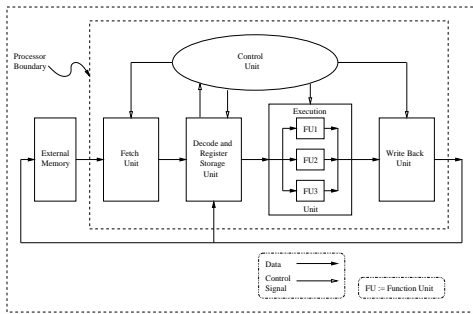 Processor
Boundary
Control
Unit
Execution
External
Memory
Fetch
Unit
Decode and
Register
Storage
Unit
FU1
FU2
FU3
Unit
Write Back
Unit
Data
Control
Signal
FU := Function Unit